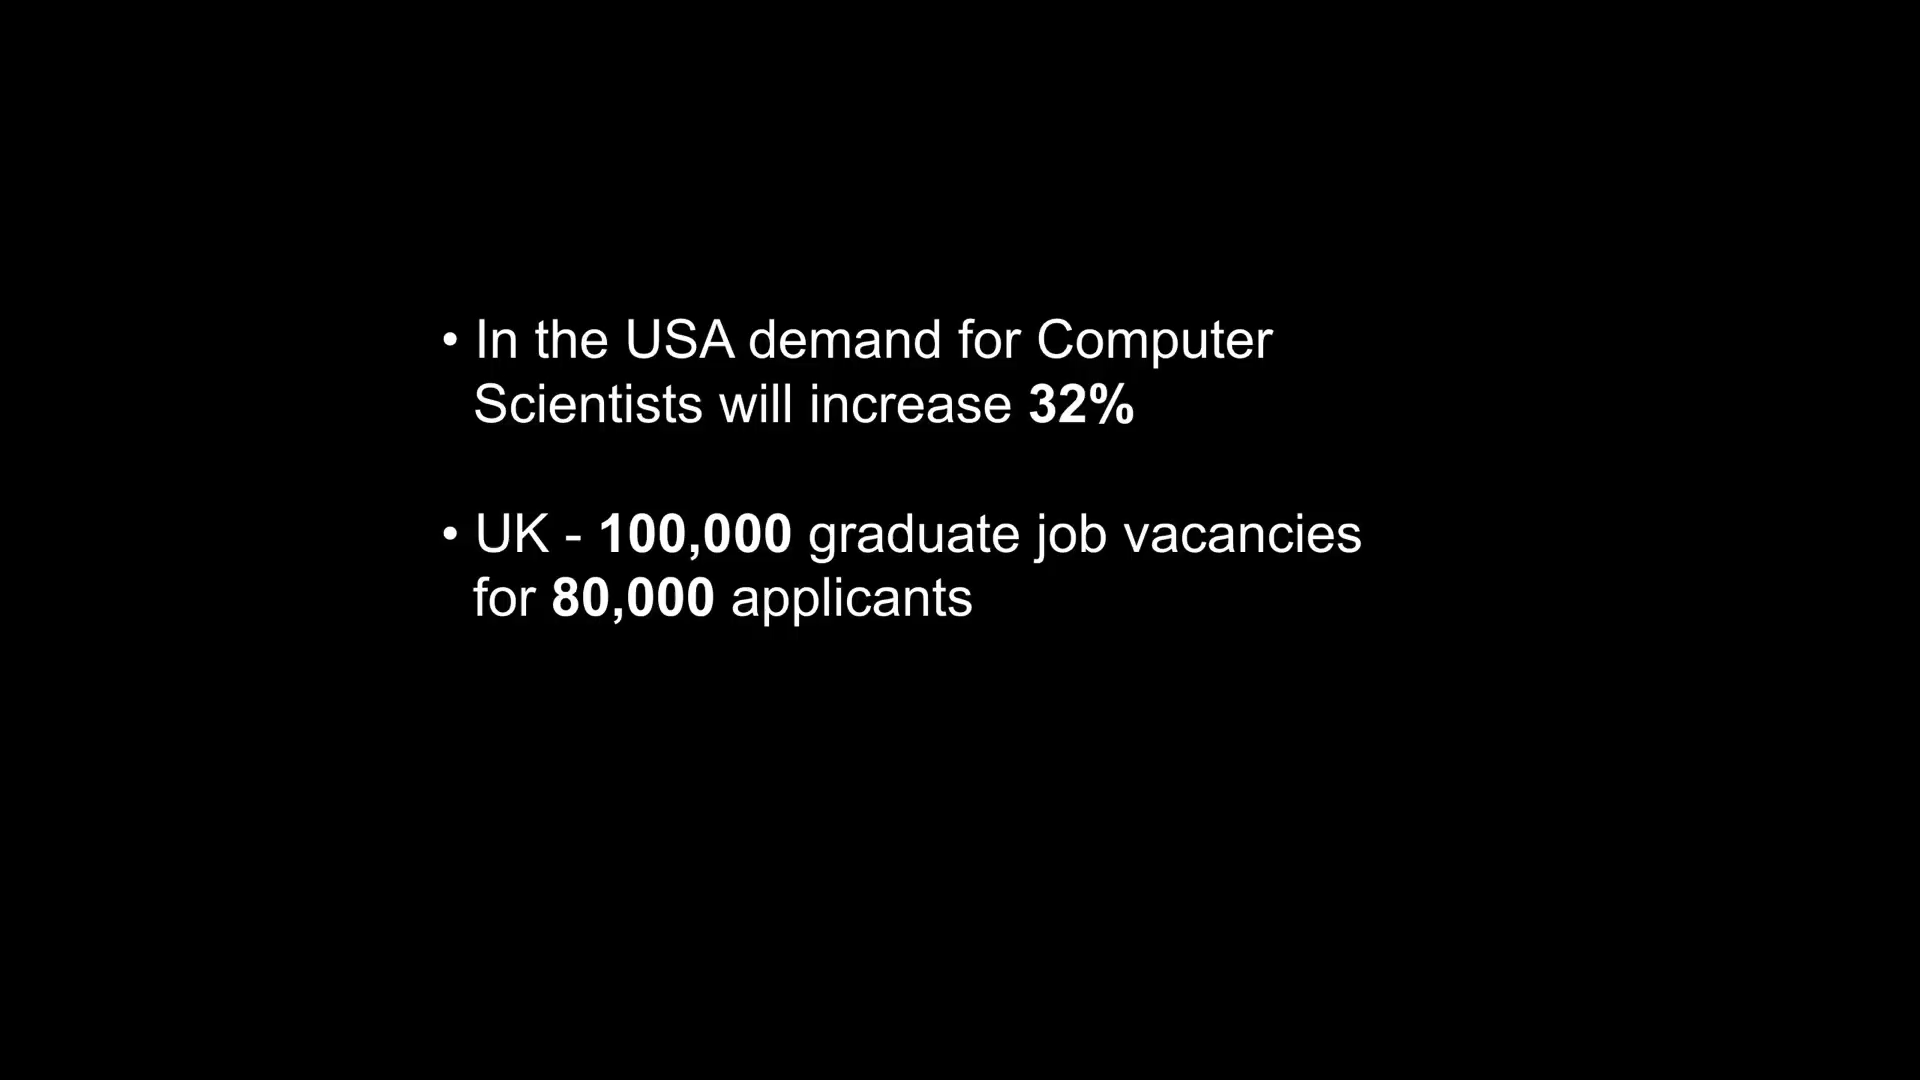 • In the USA demand for Computer
Scientists will increase 32%
• UK - 100,000 graduate job vacancies
for 80,000 applicants